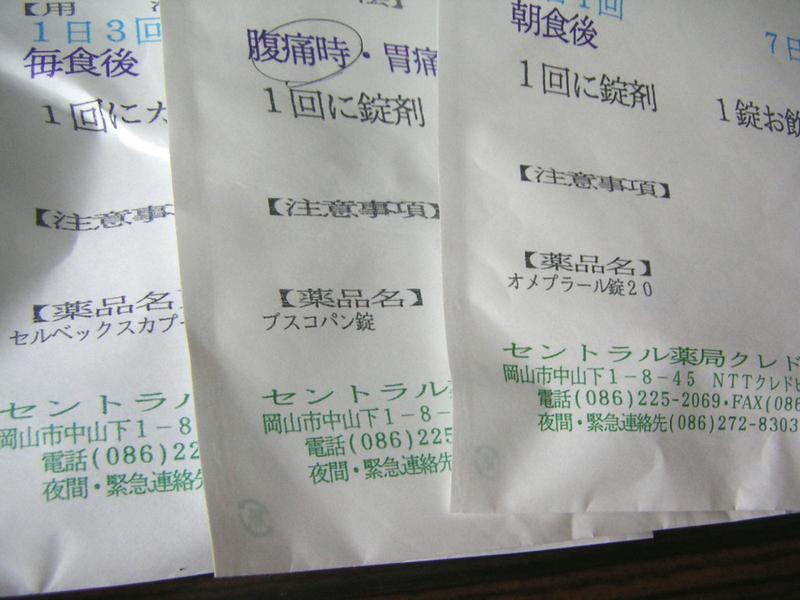 【用
1日3回
毎食後
1回にカ
【注意事
【薬品名】
セルベックスカプ
セントラル
岡山市中山下1-8
電話(086)22
夜間・緊急連絡先
腹痛時・胃痛
1回に錠剤
【注意事項】
【薬品名】
ブスコパン錠
セントラル薬
岡山市中山下1-8-
電話(086)225
夜間・緊急連絡先
1回
朝食後
7日
1回に錠剤
1錠お飲
【注意事項】
【薬品名】
オメプラール錠20
セントラル薬局クレド
岡山市中山下1-8-45 NTTクレドビ
電話(086)225-2069・FAX(086
夜間・緊急連絡先(086)272-8303